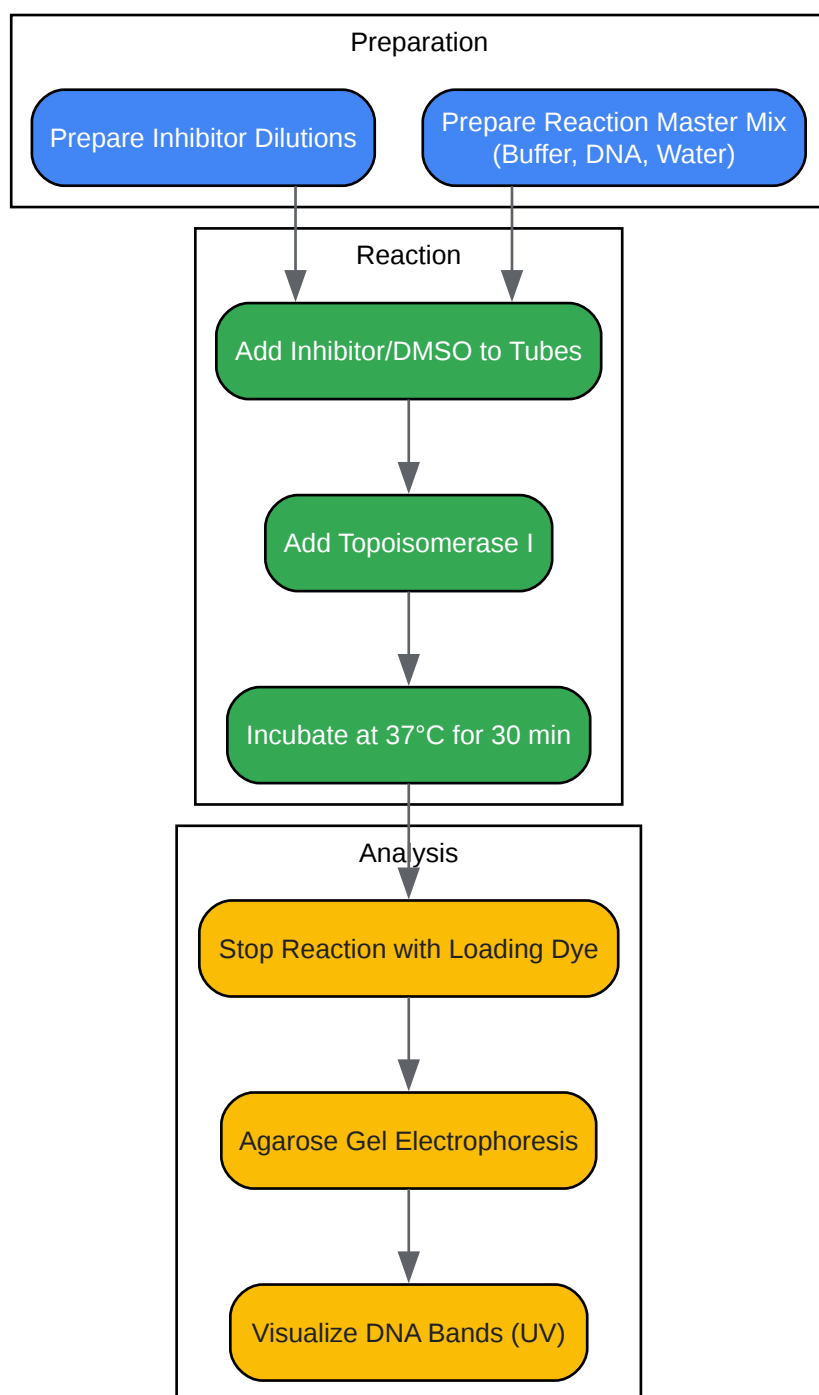 Preparation
Prepare Inhibitor Dilutions
Prepare Reaction Master Mix
(Buffer, DNA, Water)
Reaction
Add Inhibitor/DMSO to Tubes
Add Topoisomerase I
Incubate at 37°C for 30 min
Analysis
Stop Reaction with Loading Dye
Agarose Gel Electrophoresis
Visualize DNA Bands (UV)